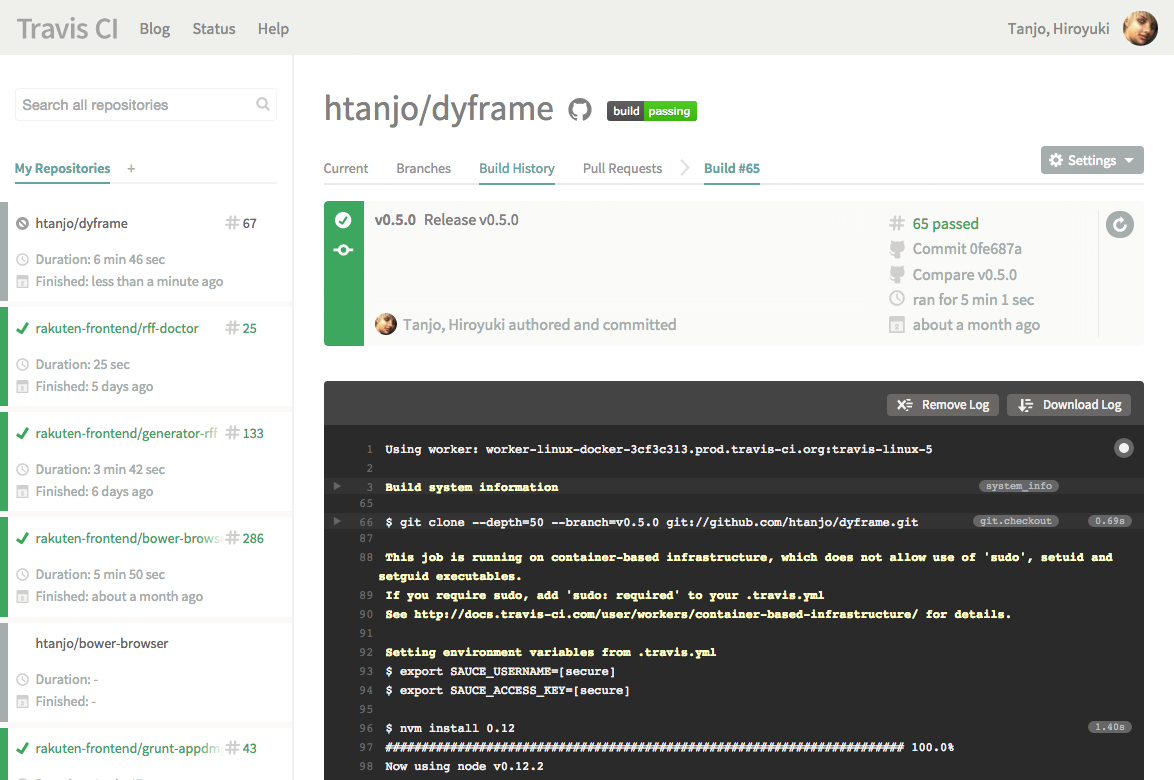 Travis CI Blog Status Help Tanjo, Hiroyuki
Search all repositories
My Repositories +
htanjo/dyframe # 67
Duration: 6 min 46 sec
Finished: less than a minute ago
rakuten-frontend/rff-doctor # 25
Duration: 25 sec
Finished: 5 days ago
rakuten-frontend/generator-rff # 133
Duration: 3 min 42 sec
Finished: 6 days ago
rakuten-frontend/bower-brows # 286
Duration: 5 min 50 sec
Finished: about a month ago
htanjo/bower-browser
Duration: -
Finished: -
rakuten-frontend/grunt-appdm # 43
htanjo/dyframe build passing
Current Branches Build History Pull Requests Build #65 Settings
v0.5.0 Release v0.5.0
Tanjo, Hiroyuki authored and committed
# 65 passed
Commit 0fe687a
Compare v0.5.0
ran for 5 min 1 sec
about a month ago
Remove Log Download Log
1 Using worker: worker-linux-docker-3cf3c313.prod.travis-ci.org:travis-linux-5
2
3 Build system information system_info
65
66 $ git clone --depth=50 --branch=v0.5.0 git://github.com/htanjo/dyframe.git git.checkout 0.69s
87
88 This job is running on container-based infrastructure, which does not allow use of 'sudo', setuid and
setguid executables.
89 If you require sudo, add 'sudo: required' to your .travis.yml
90 See http://docs.travis-ci.com/user/workers/container-based-infrastructure/ for details.
91
92 Setting environment variables from .travis.yml
93 $ export SAUCE_USERNAME=[secure]
94 $ export SAUCE_ACCESS_KEY=[secure]
95
96 $ nvm install 0.12 1.40s
97 ######################################################################## 100.0%
98 Now using node v0.12.2